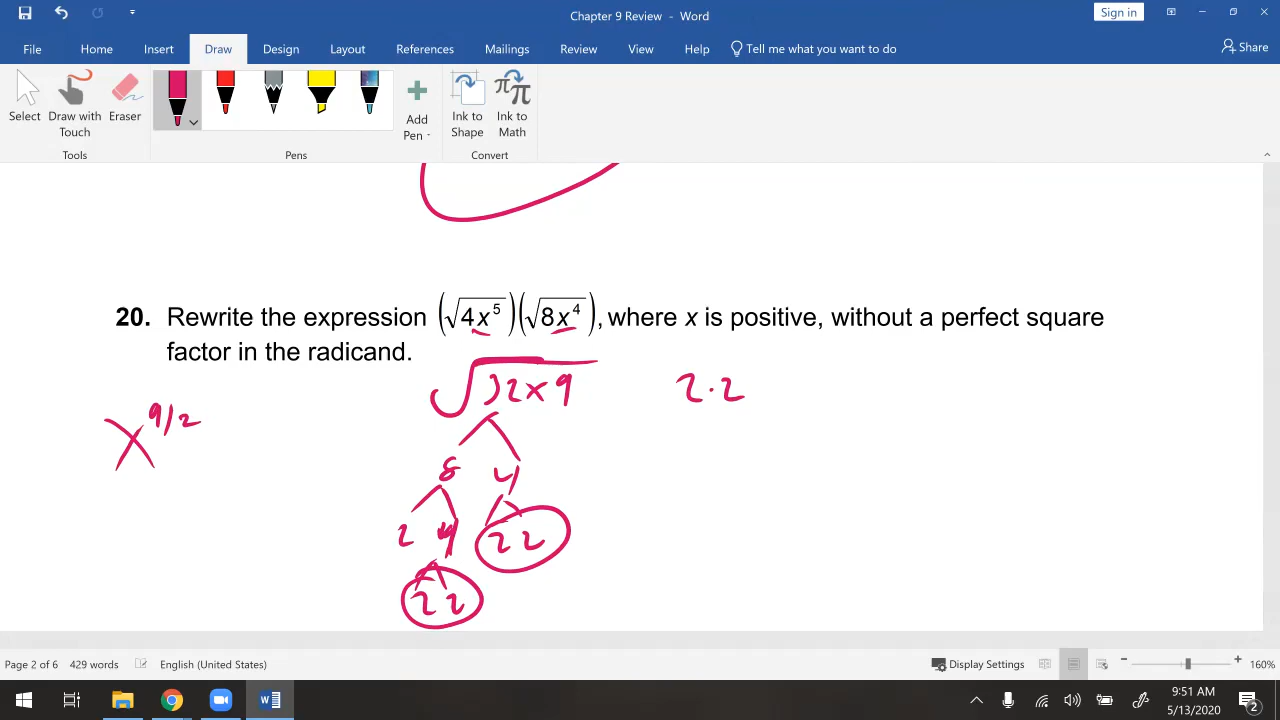 Chapter 9 Review - Word
Sign in
File Home Insert Draw Design Layout References Mailings Review View Help Tell me what you want to do Share
Select Draw with Touch Eraser Add Pen Ink to Shape Ink to Math
Tools Pens Convert
20. Rewrite the expression (√4x⁵)(√8x⁴), where x is positive, without a perfect square
factor in the radicand.
√32x9 2·2
x^9/2
8 4
2 4 2 2
2 2
Page 2 of 6 429 words English (United States) Display Settings 160%
9:51 AM
5/13/2020
2